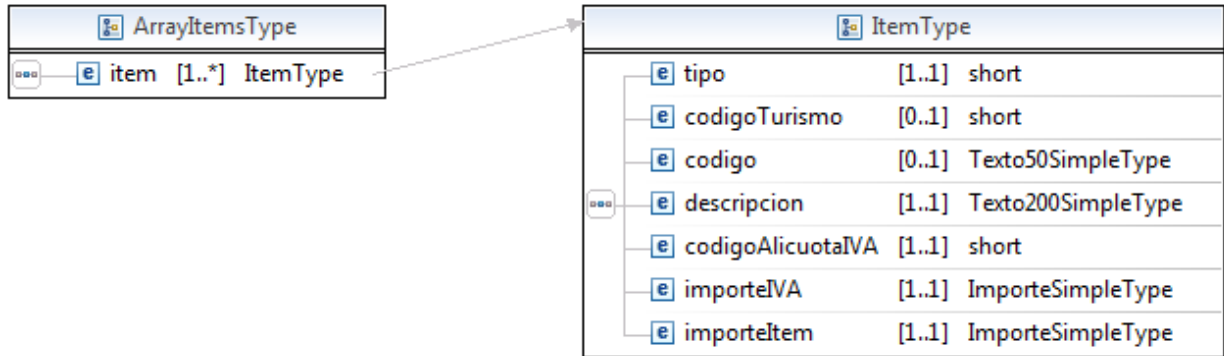 ArrayItemsType
item [1..*] ItemType
ItemType
tipo [1..1] short
codigoTurismo [0..1] short
codigo [0..1] Texto50SimpleType
descripcion [1..1] Texto200SimpleType
codigoAlicuotaIVA [1..1] short
importeIVA [1..1] ImporteSimpleType
importeItem [1..1] ImporteSimpleType